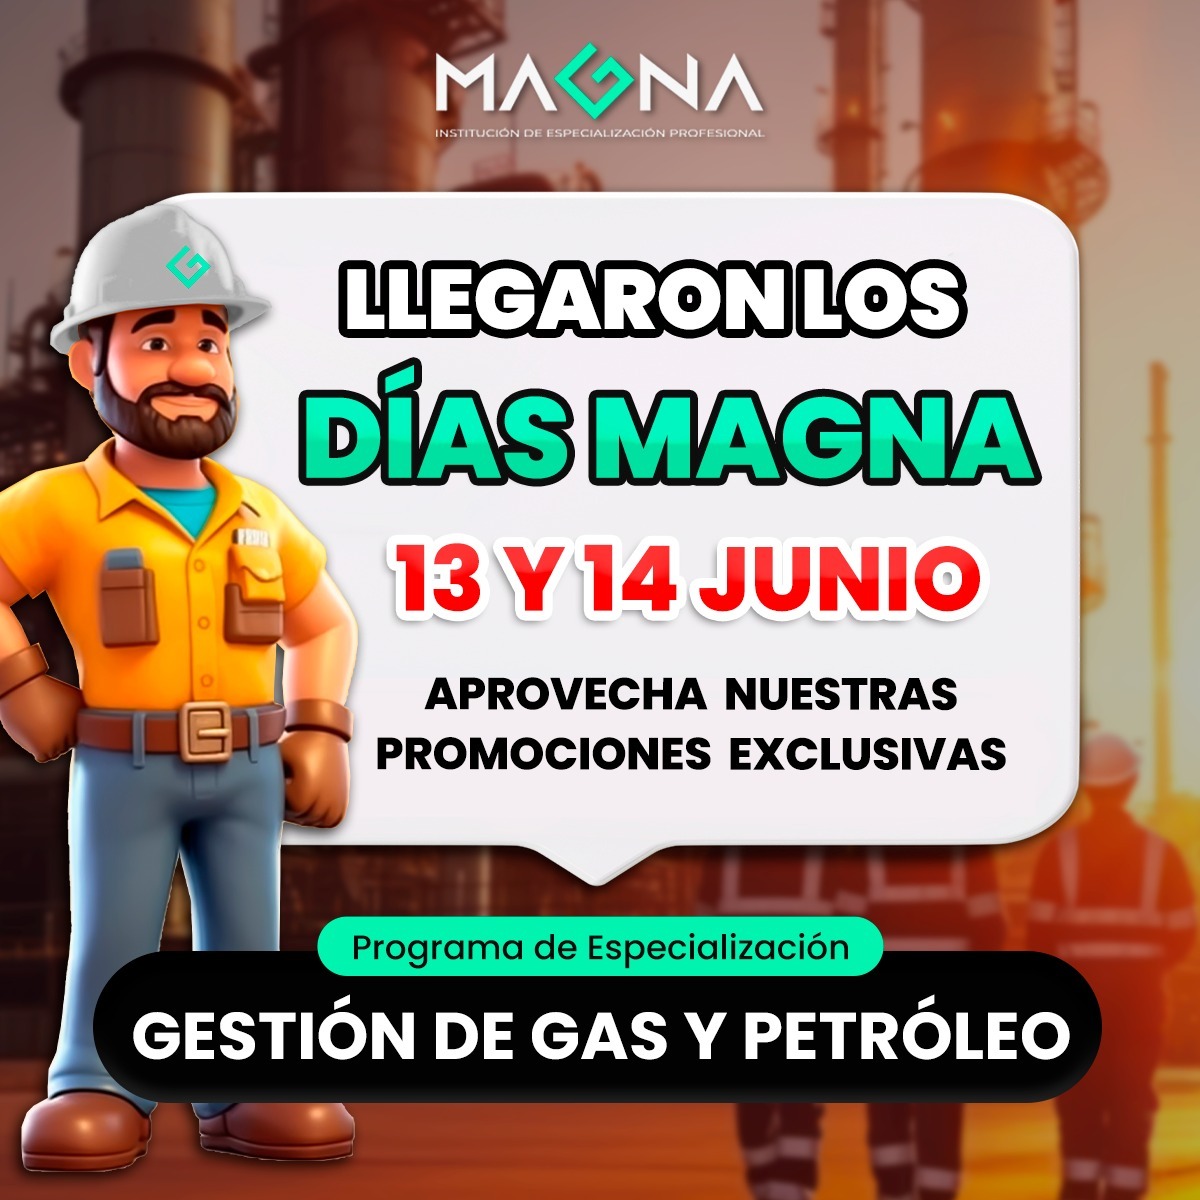 MAGNA
INSTITUCIÓN DE ESPECIALIZACIÓN PROFESIONAL
LLEGARON LOS
DÍAS MAGNA
13 Y 14 JUNIO
APROVECHA NUESTRAS
PROMOCIONES EXCLUSIVAS
Programa de Especialización
GESTIÓN DE GAS Y PETRÓLEO